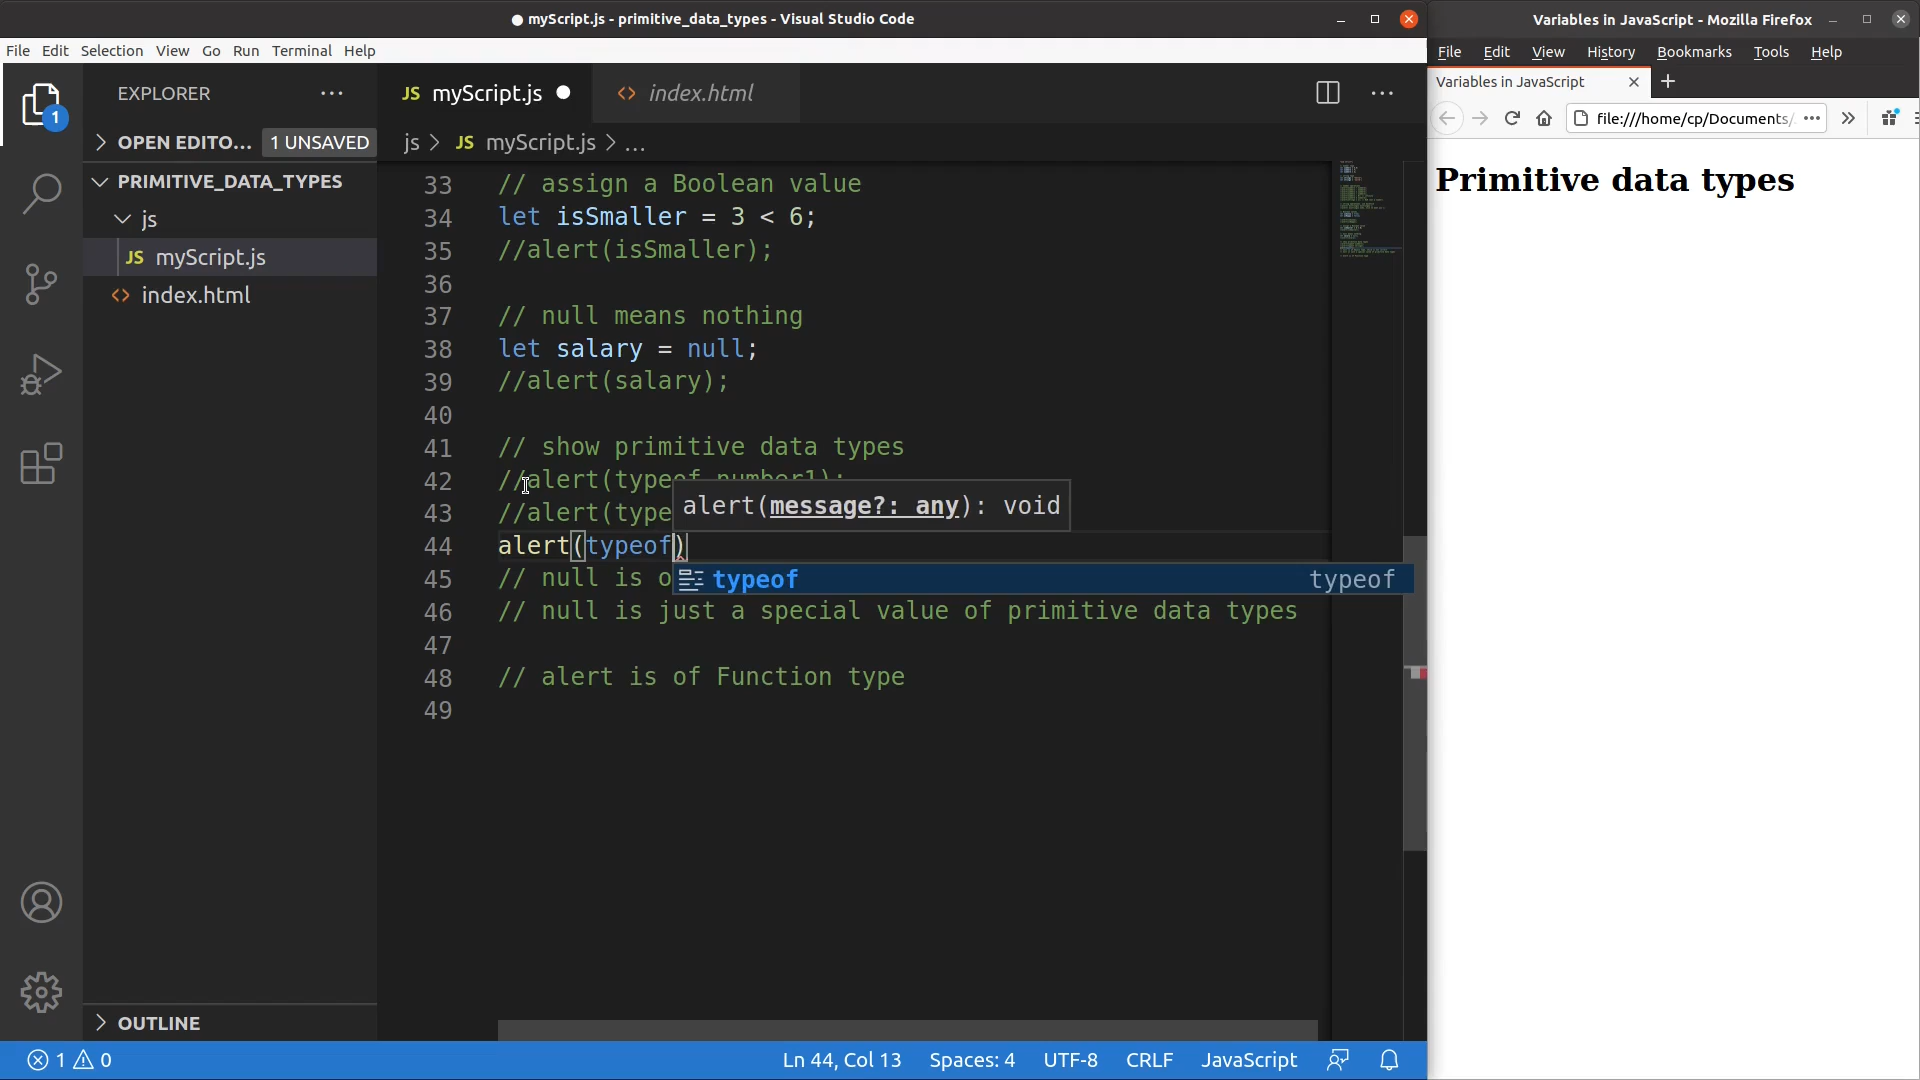 myScript.js - primitive_data_types - Visual Studio Code
File Edit Selection View Go Run Terminal Help
EXPLORER
OPEN EDITO... 1 UNSAVED
PRIMITIVE_DATA_TYPES
js
JS myScript.js
index.html
OUTLINE
1
JS myScript.js
index.html
js > JS myScript.js > ...
33 // assign a Boolean value
34 let isSmaller = 3 < 6;
35 //alert(isSmaller);
36
37 // null means nothing
38 let salary = null;
39 //alert(salary);
40
41 // show primitive data types
42 //alert(typeof number1);
43 //alert(type
alert(message?: any): void
44 alert(typeof)
45 // null is o
typeof typeof
46 // null is just a special value of primitive data types
47
48 // alert is of Function type
49
1 0
Ln 44, Col 13 Spaces: 4 UTF-8 CRLF JavaScript
Variables in JavaScript - Mozilla Firefox
File Edit View History Bookmarks Tools Help
Variables in JavaScript
file:///home/cp/Documents/
Primitive data types